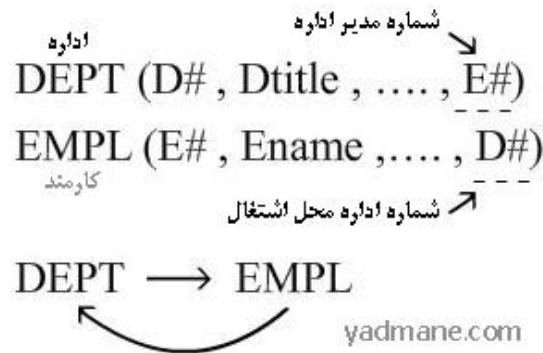 شماره مدیر اداره
اداره
DEPT (D# , Dtitle , .... , E#)
EMPL (E# , Ename ,.... , D#)
کارمند
شماره اداره محل اشتغال
DEPT → EMPL
yadmane.com